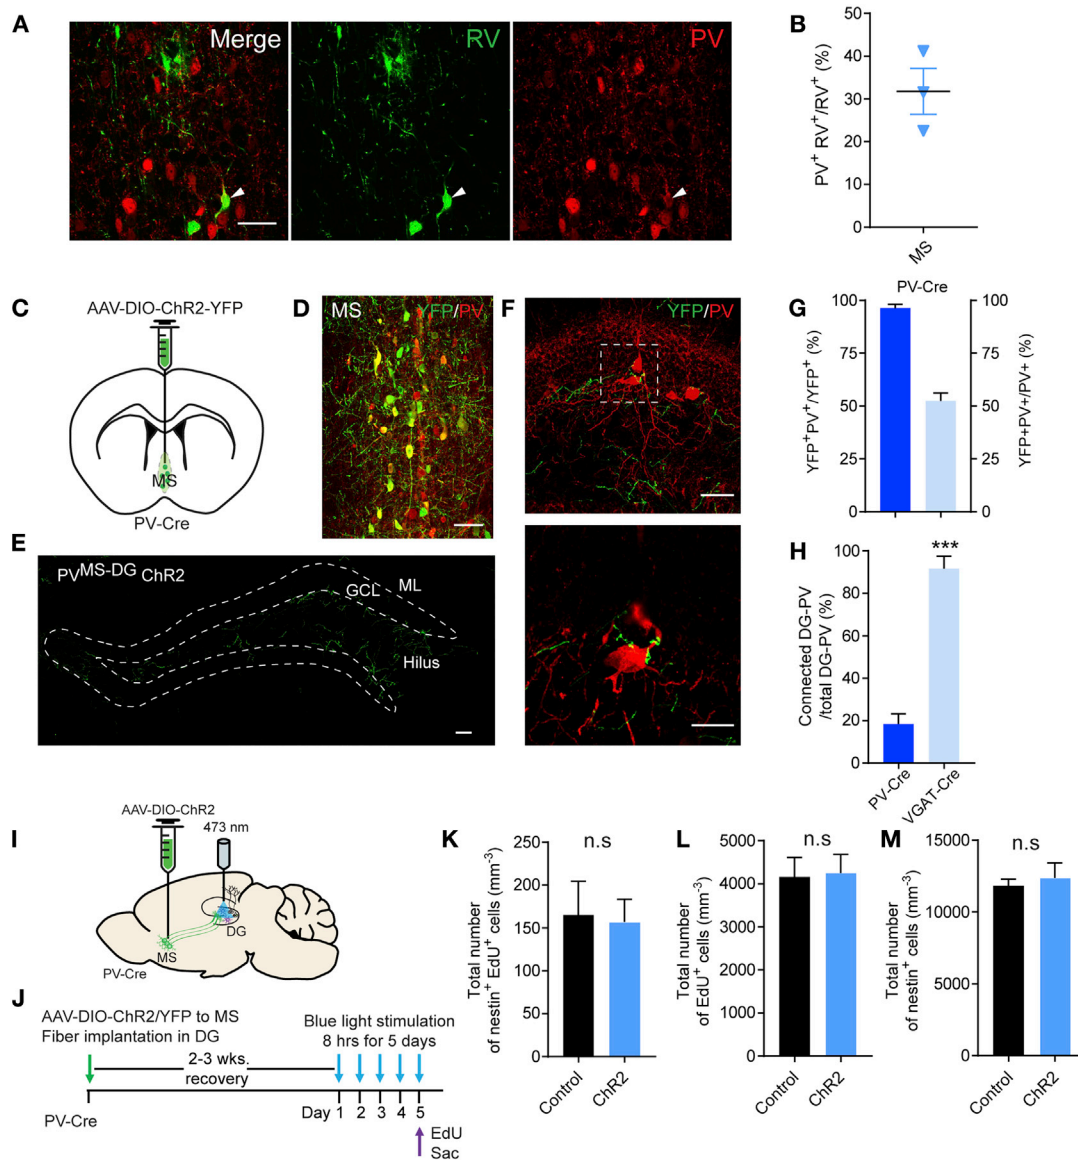 A
Merge
RV
PV
B
PV+ RV+/RV+ (%)
50
40
30
20
10
0
MS
C
AAV-DIO-ChR2-YFP
MS
PV-Cre
D
MS
YFP/PV
E
PVMS-DG ChR2
GCL
ML
Hilus
F
YFP/PV
G
PV-Cre
YFP+PV+/YFP+ (%)
100
75
50
25
0
100
75
50
25
0
YFP+PV+/PV+ (%)
H
Connected DG-PV
/total DG-PV (%)
100
80
60
40
20
0
***
PV-Cre
VGAT-Cre
I
AAV-DIO-ChR2
473 nm
DG
MS
PV-Cre
J
AAV-DIO-ChR2/YFP to MS
Fiber implantation in DG
Blue light stimulation
8 hrs for 5 days
2-3 wks.
recovery
PV-Cre
Day 1 2 3 4 5
EdU
Sac
K
n.s
Total number
of nestin+ EdU+ cells (mm-3)
250
200
150
100
50
0
Control
ChR2
L
n.s
Total number
of EdU+ cells (mm-3)
5000
4000
3000
2000
1000
0
Control
ChR2
M
n.s
Total number
of nestin+ cells (mm-3)
15000
10000
5000
0
Control
ChR2